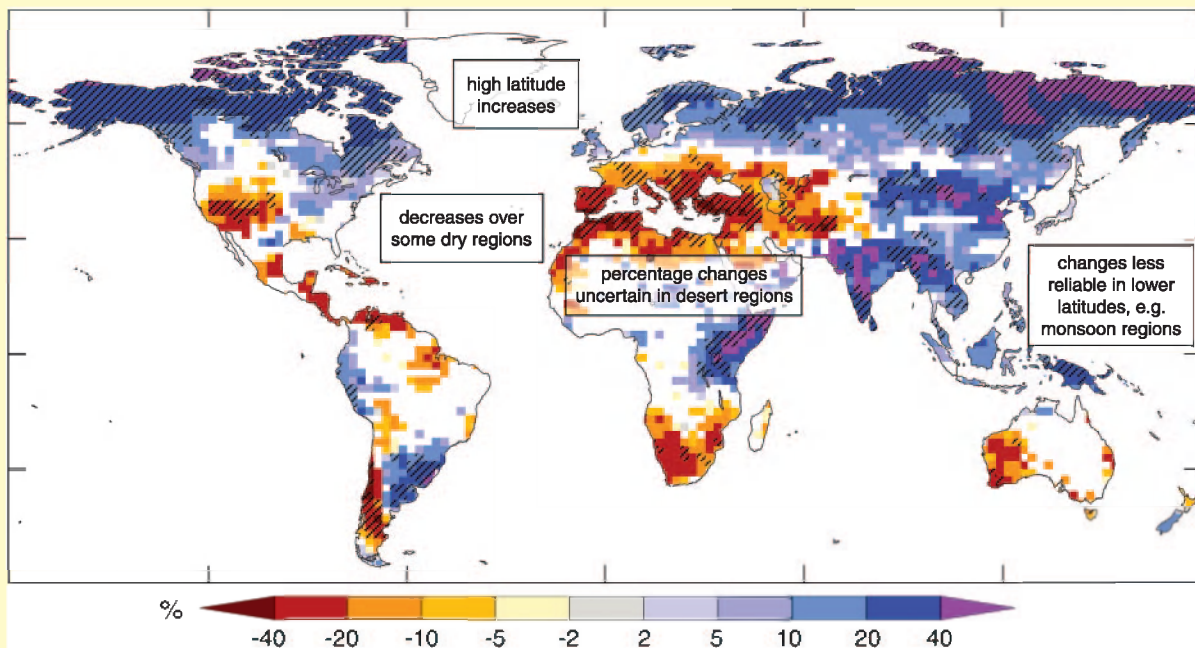 high latitude
increases
decreases over
some dry regions
percentage changes
uncertain in desert regions
changes less
reliable in lower
latitudes, e.g.
monsoon regions
%
-40 -20 -10 -5 -2 2 5 10 20 40